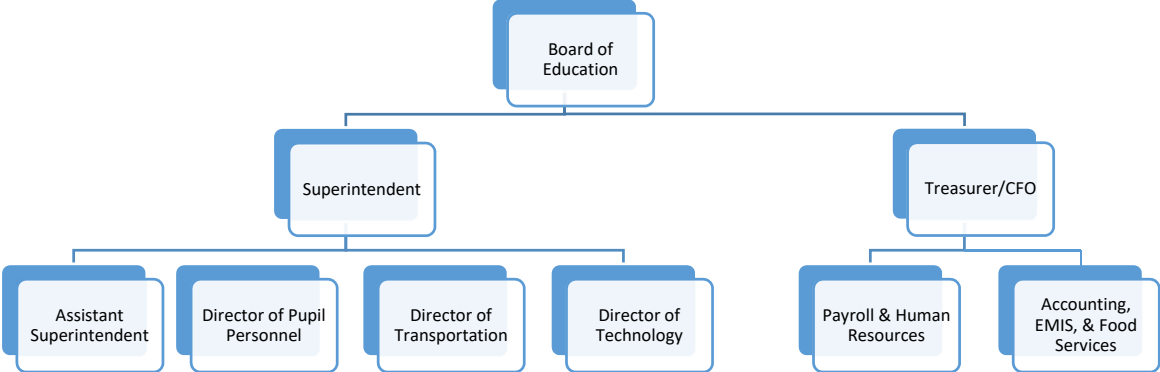 Board of
Education
Superintendent
Treasurer/CFO
Assistant
Superintendent
Director of Pupil
Personnel
Director of
Transportation
Director of
Technology
Payroll & Human
Resources
Accounting,
EMIS, & Food
Services